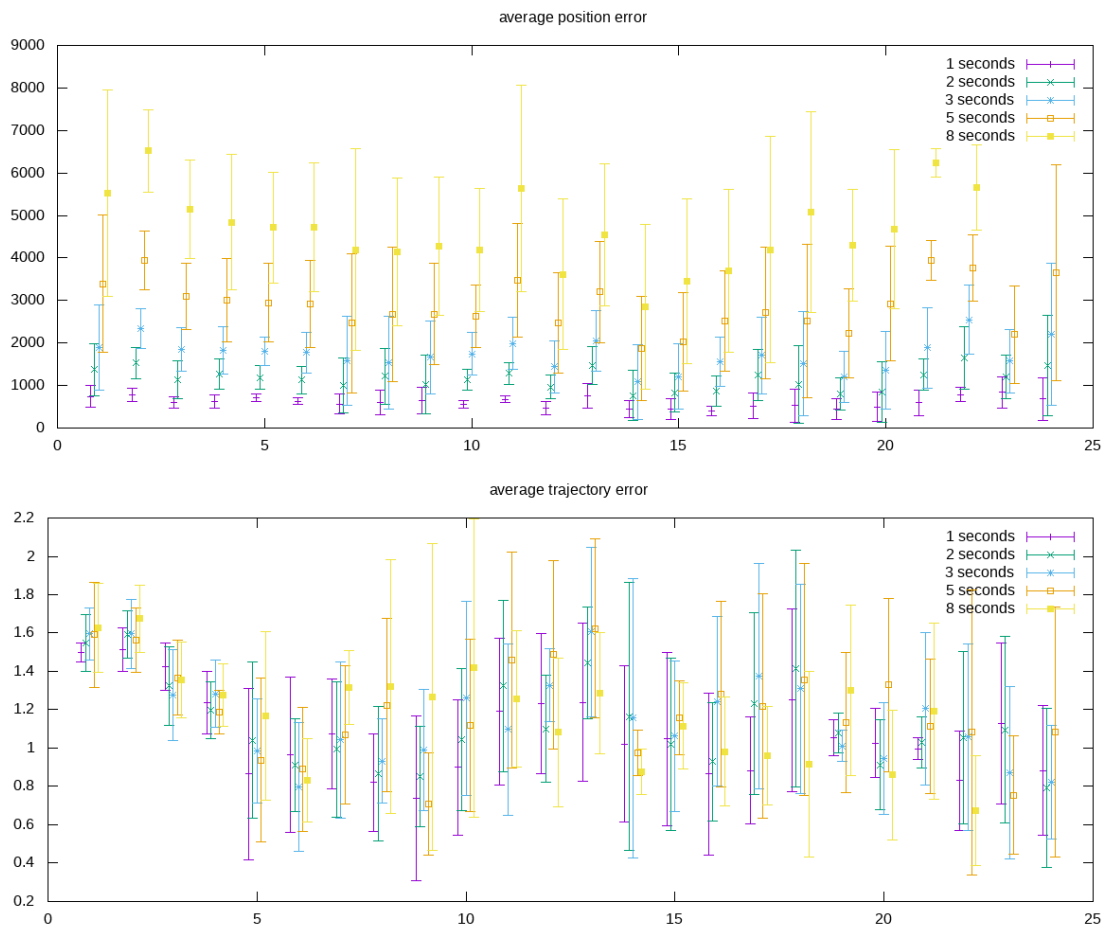 average position error
9000
8000
7000
6000
5000
4000
3000
2000
1000
0
0 5 10 15 20 25
1 seconds
2 seconds
3 seconds
5 seconds
8 seconds
average trajectory error
2.2
2
1.8
1.6
1.4
1.2
1
0.8
0.6
0.4
0.2
0 5 10 15 20 25
1 seconds
2 seconds
3 seconds
5 seconds
8 seconds